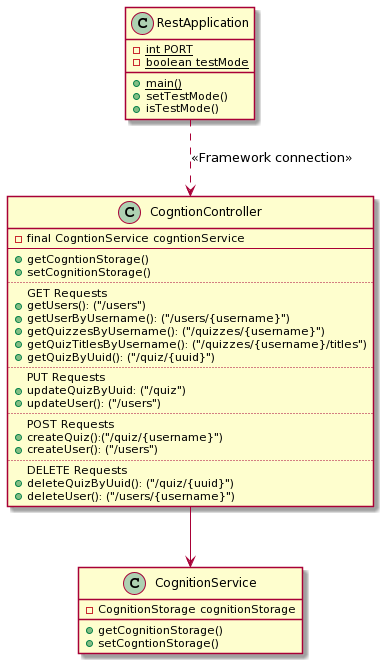 C RestApplication
int PORT
boolean testMode
main()
setTestMode()
isTestMode()
«Framework connection»
C CogntionController
final CogntionService cogntionService
getCogntionStorage()
setCognitionStorage()
GET Requests
getUsers(): ("/users")
getUserByUsername(): ("/users/{username}")
getQuizzesByUsername(): ("/quizzes/{username}")
getQuizTitlesByUsername(): ("/quizzes/{username}/titles")
getQuizByUuid(): ("/quiz/{uuid}")
PUT Requests
updateQuizByUuid: ("/quiz")
updateUser(): ("/users")
POST Requests
createQuiz():("/quiz/{username}")
createUser(): ("/users")
DELETE Requests
deleteQuizByUuid(): ("/quiz/{uuid}")
deleteUser(): ("/users/{username}")
C CognitionService
CognitionStorage cognitionStorage
getCognitionStorage()
setCogntionStorage()